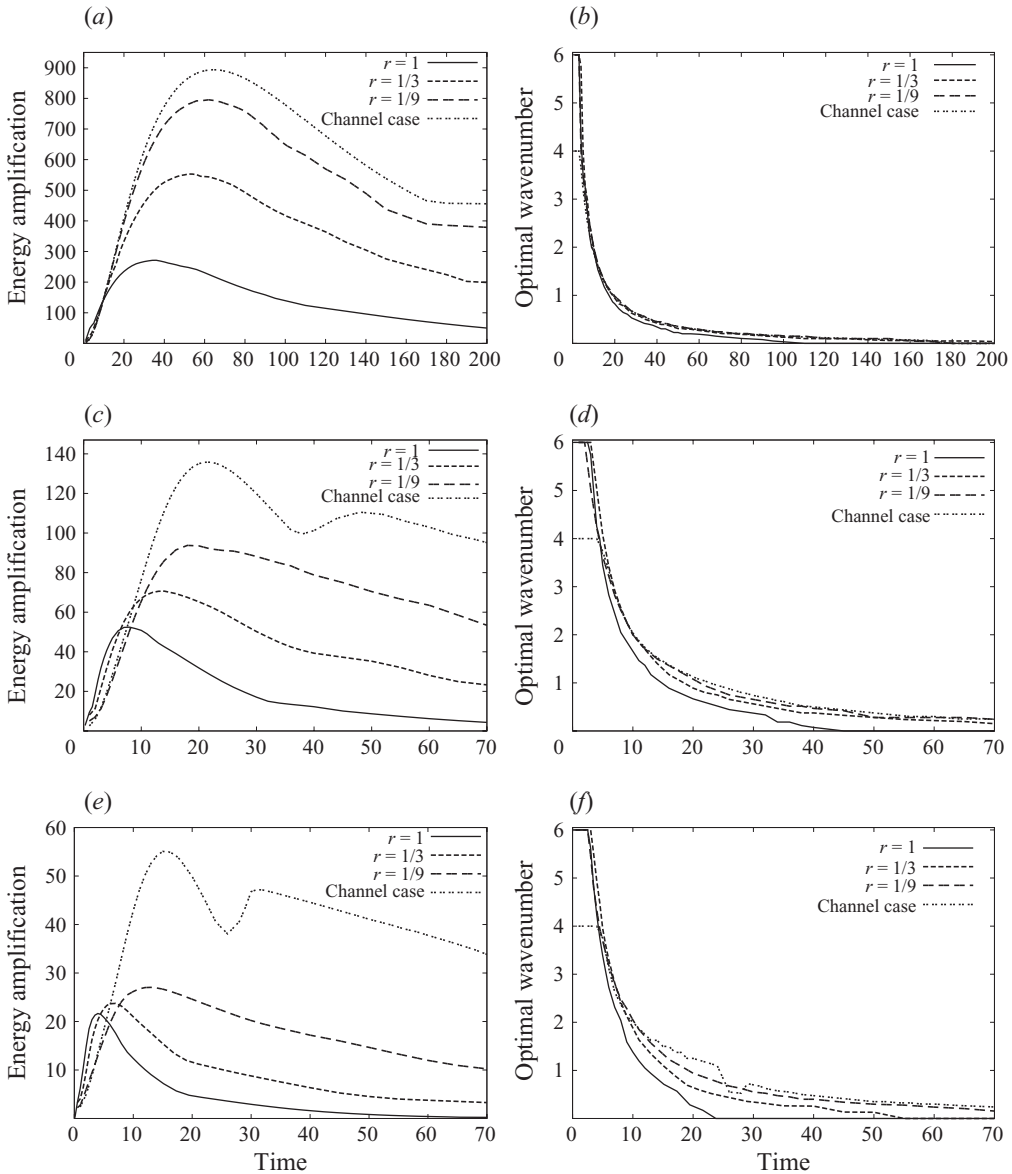 (a)
Energy amplification
900
800
700
600
500
400
300
200
100
0 20 40 60 80 100 120 140 160 180 200
r = 1
r = 1/3
r = 1/9
Channel case
(b)
Optimal wavenumber
6
5
4
3
2
1
0 20 40 60 80 100 120 140 160 180 200
r = 1
r = 1/3
r = 1/9
Channel case
(c)
Energy amplification
140
120
100
80
60
40
20
0 10 20 30 40 50 60 70
r = 1
r = 1/3
r = 1/9
Channel case
(d)
Optimal wavenumber
6
5
4
3
2
1
0 10 20 30 40 50 60 70
r = 1
r = 1/3
r = 1/9
Channel case
(e)
Energy amplification
60
50
40
30
20
10
0 10 20 30 40 50 60 70
Time
r = 1
r = 1/3
r = 1/9
Channel case
(f)
Optimal wavenumber
6
5
4
3
2
1
0 10 20 30 40 50 60 70
Time
r = 1
r = 1/3
r = 1/9
Channel case